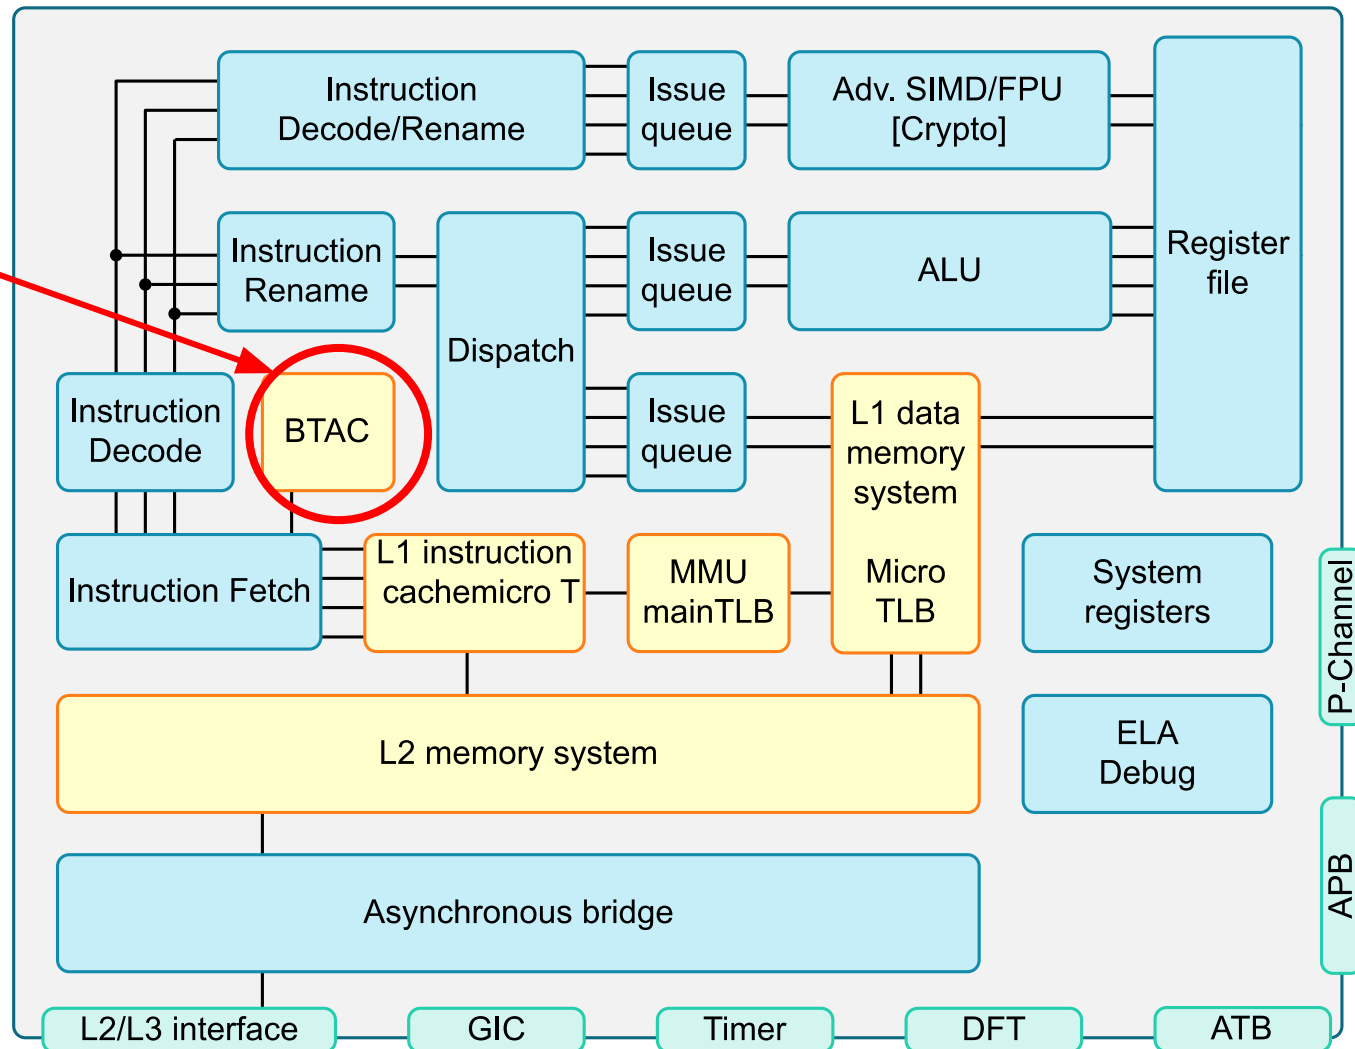 Instruction
Decode/Rename
Issue
queue
Adv. SIMD/FPU
[Crypto]
Register
file
Instruction
Rename
Dispatch
Issue
queue
ALU
Instruction
Decode
BTAC
Issue
queue
L1 data
memory
system
Micro
TLB
Instruction Fetch
L1 instruction
cachemicro T
MMU
mainTLB
System
registers
P-Channel
L2 memory system
ELA
Debug
Asynchronous bridge
APB
L2/L3 interface
GIC
Timer
DFT
ATB